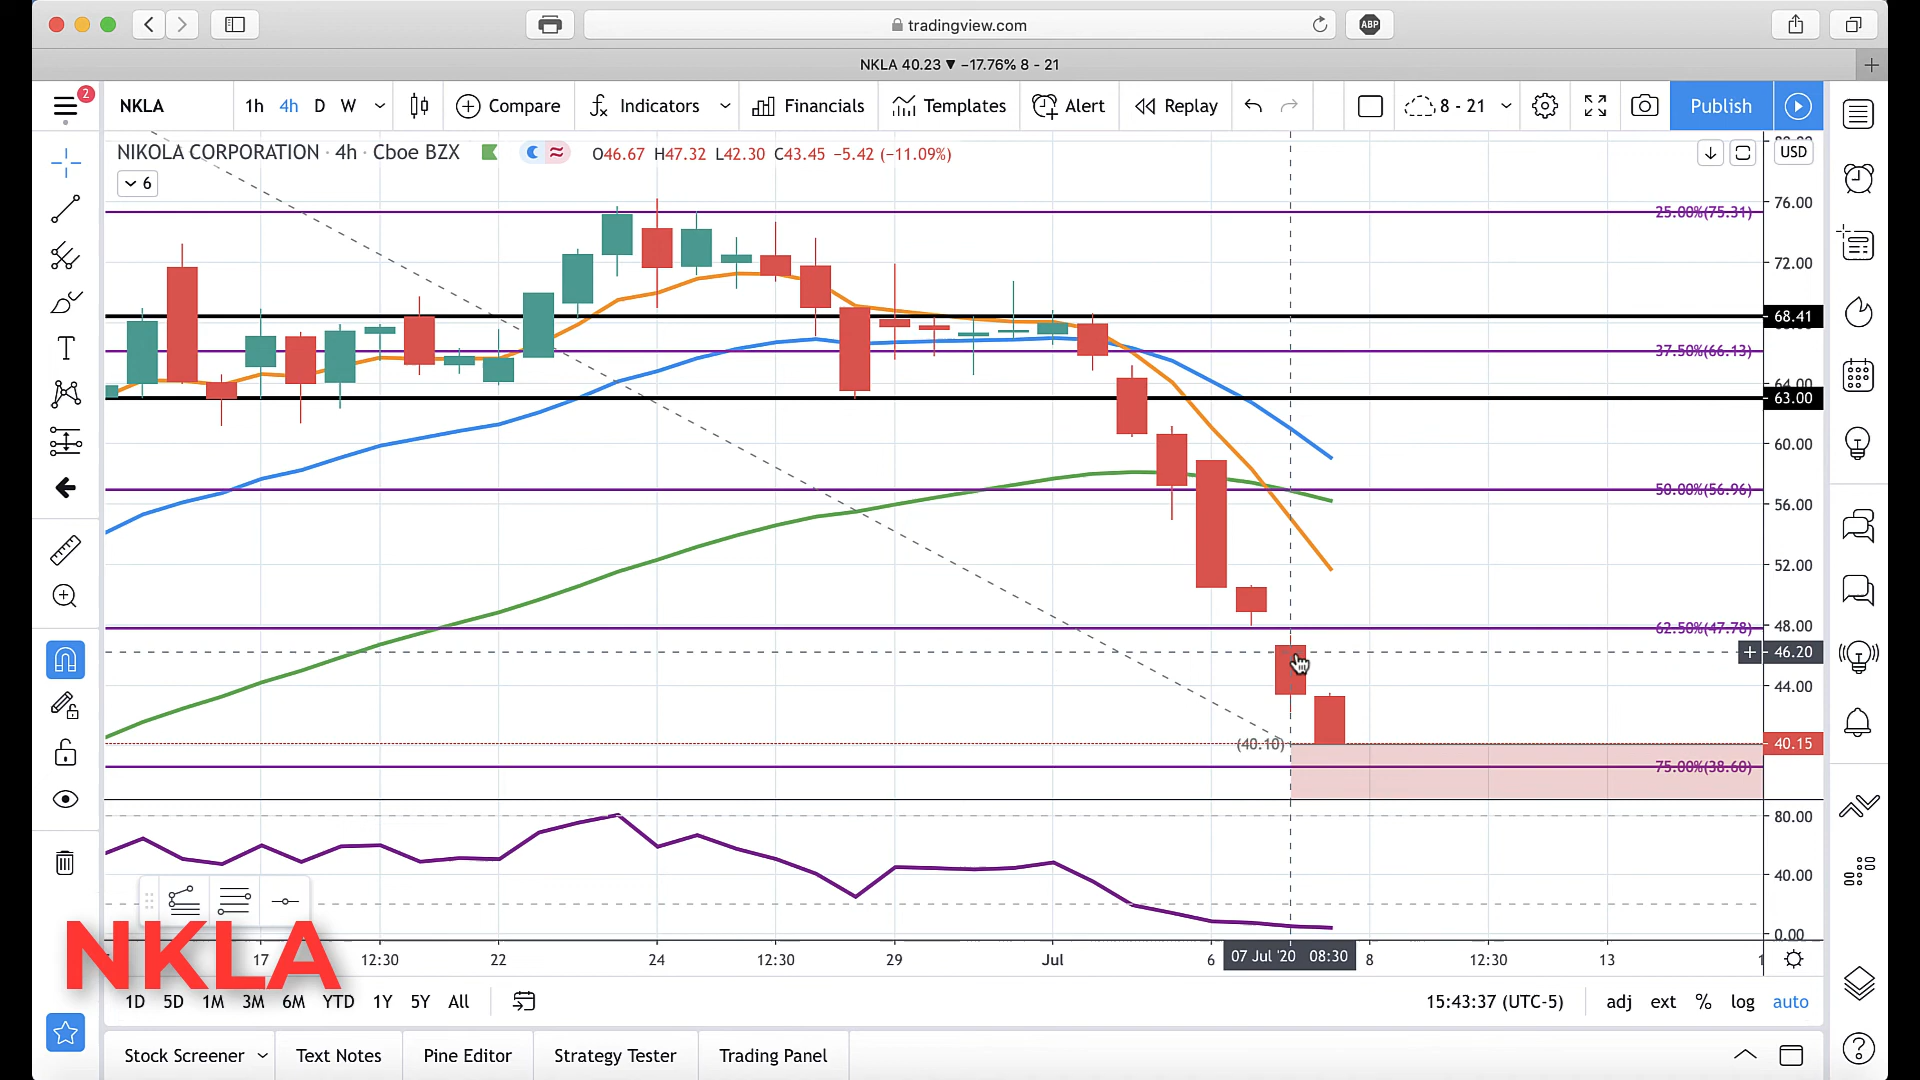 ABP
tradingview.com
NKLA 40.23 ▼ −17.76% 8 - 21
2
NKLA
1h 4h D W
Compare
Indicators
Financials
Templates
Alert
Replay
8 - 21
Publish
NIKOLA CORPORATION · 4h · Cboe BZX
O46.67 H47.32 L42.30 C43.45 −5.42 (−11.09%)
USD
6
76.00
25.00%(75.31)
72.00
68.41
37.50%(66.13)
64.00
63.00
60.00
50.00%(56.96)
56.00
52.00
48.00
62.50%(47.78)
46.20
44.00
(40.10)
40.15
75.00%(38.60)
80.00
40.00
0.00
NKLA
17 12:30 22 24 12:30 29 Jul 6 07 Jul '20 08:30 8 12:30 13
1D 5D 1M 3M 6M YTD 1Y 5Y All
15:43:37 (UTC-5) adj ext % log auto
Stock Screener Text Notes Pine Editor Strategy Tester Trading Panel